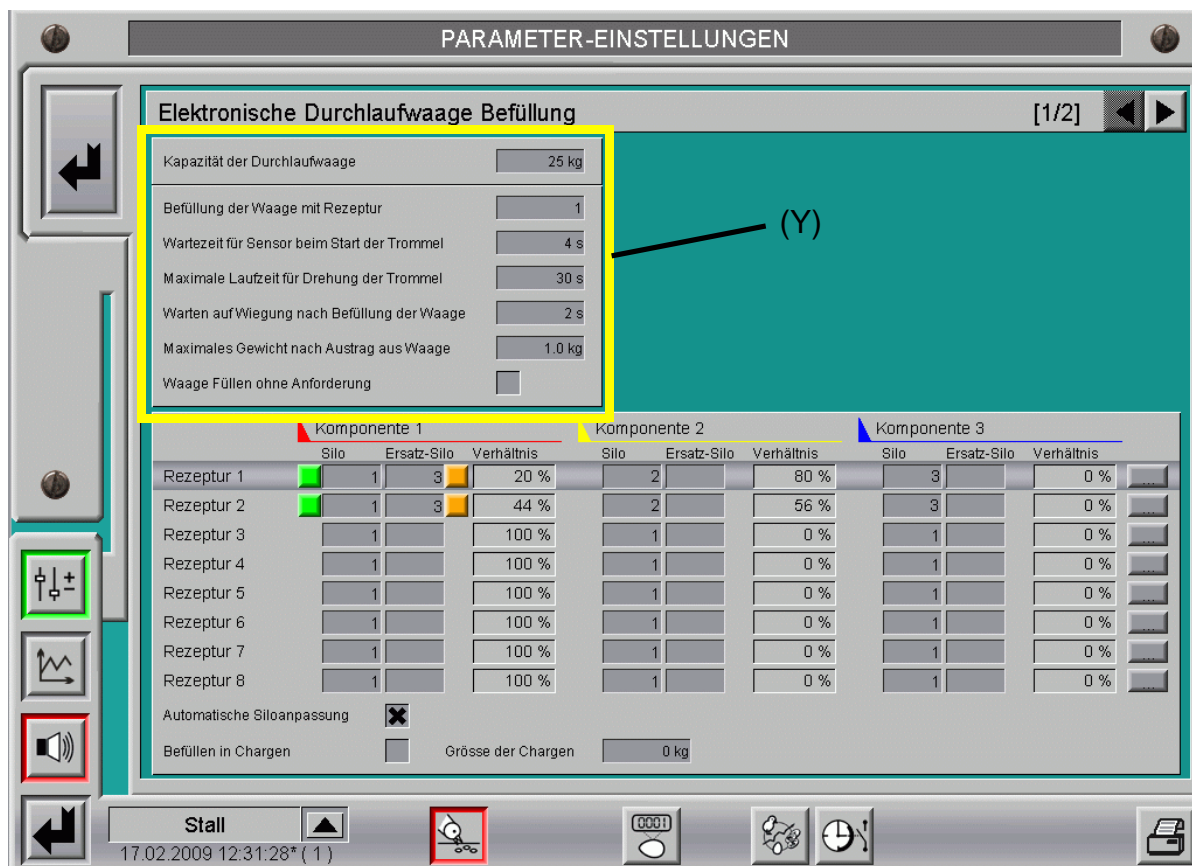 PARAMETER-EINSTELLUNGEN
Elektronische Durchlaufwaage Befüllung [1/2]
Kapazität der Durchlaufwaage 25 kg
Befüllung der Waage mit Rezeptur 1
(Y)
Wartezeit für Sensor beim Start der Trommel 4 s
Maximale Laufzeit für Drehung der Trommel 30 s
Warten auf Wiegung nach Befüllung der Waage 2 s
Maximales Gewicht nach Austrag aus Waage 1.0 kg
Waage Füllen ohne Anforderung
Komponente 1 Komponente 2 Komponente 3
Silo Ersatz-Silo Verhältnis Silo Ersatz-Silo Verhältnis Silo Ersatz-Silo Verhältnis
Rezeptur 1 1 3 20 % 2 80 % 3 0 % ...
Rezeptur 2 1 3 44 % 2 56 % 3 0 % ...
Rezeptur 3 1 100 % 1 0 % 1 0 % ...
Rezeptur 4 1 100 % 1 0 % 1 0 % ...
Rezeptur 5 1 100 % 1 0 % 1 0 % ...
Rezeptur 6 1 100 % 1 0 % 1 0 % ...
Rezeptur 7 1 100 % 1 0 % 1 0 % ...
Rezeptur 8 1 100 % 1 0 % 1 0 % ...
Automatische Siloanpassung
Befüllen in Chargen Grösse der Chargen 0 kg
Stall
0001
17.02.2009 12:31:28* ( 1 )